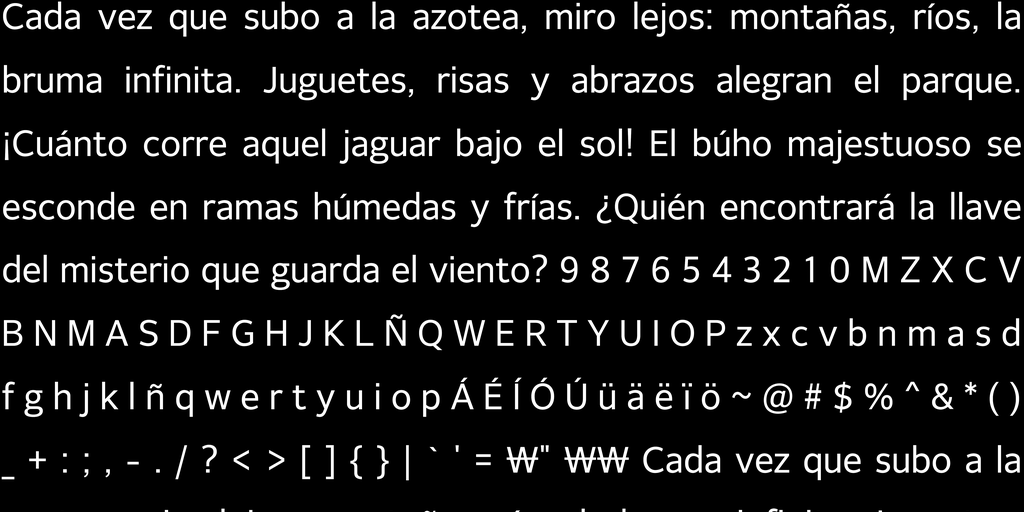 Cada vez que subo a la azotea, miro lejos: montañas, ríos, la
bruma infinita. Juguetes, risas y abrazos alegran el parque.
¡Cuánto corre aquel jaguar bajo el sol! El búho majestuoso se
esconde en ramas húmedas y frías. ¿Quién encontrará la llave
del misterio que guarda el viento? 9 8 7 6 5 4 3 2 1 0 M Z X C V
B N M A S D F G H J K L Ñ Q W E R T Y U I O P z x c v b n m a s d
f g h j k l ñ q w e r t y u i o p Á É Í Ó Ú ü ä ë ï ö ~ @ # $ % ^ & * ( )
_ + : ; , - . / ? < > [ ] { } | ` ' = ₩" ₩₩ Cada vez que subo a la